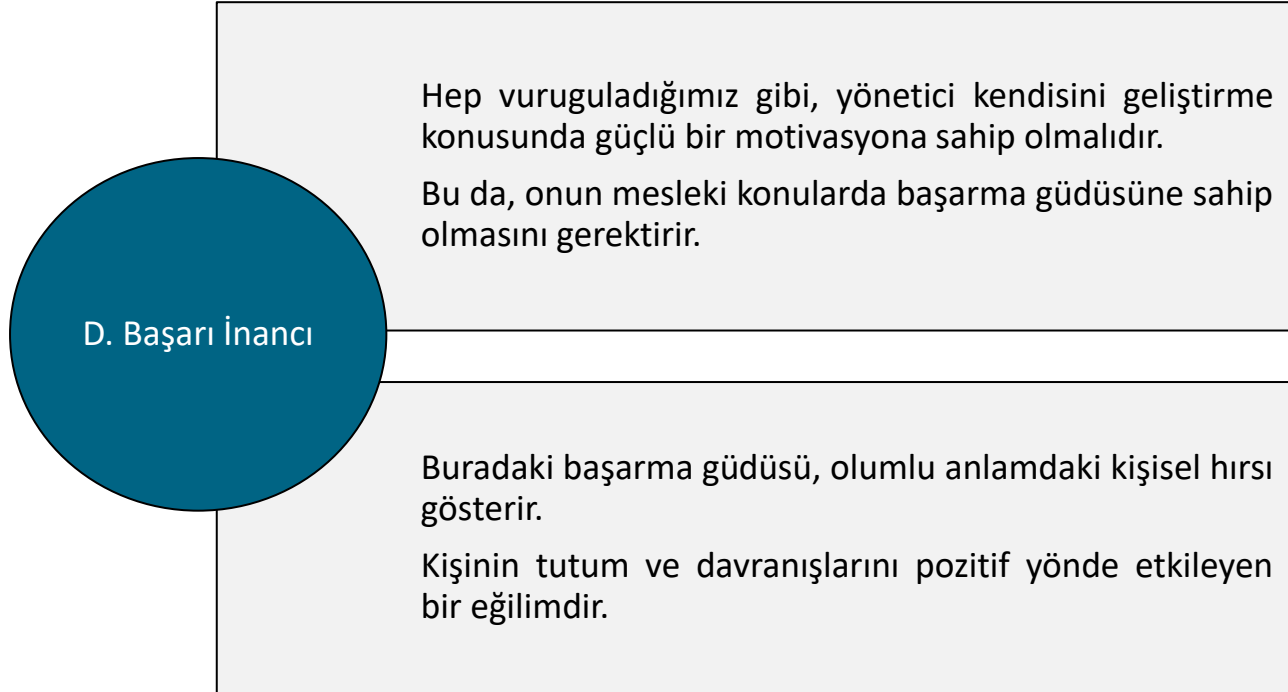 Hep vuruguladığımız gibi, yönetici kendisini geliştirme
konusunda güçlü bir motivasyona sahip olmalıdır.
Bu da, onun mesleki konularda başarma güdüsüne sahip
olmasını gerektirir.
D. Başarı İnancı
Buradaki başarma güdüsü, olumlu anlamdaki kişisel hırsı
gösterir.
Kişinin tutum ve davranışlarını pozitif yönde etkileyen
bir eğilimdir.